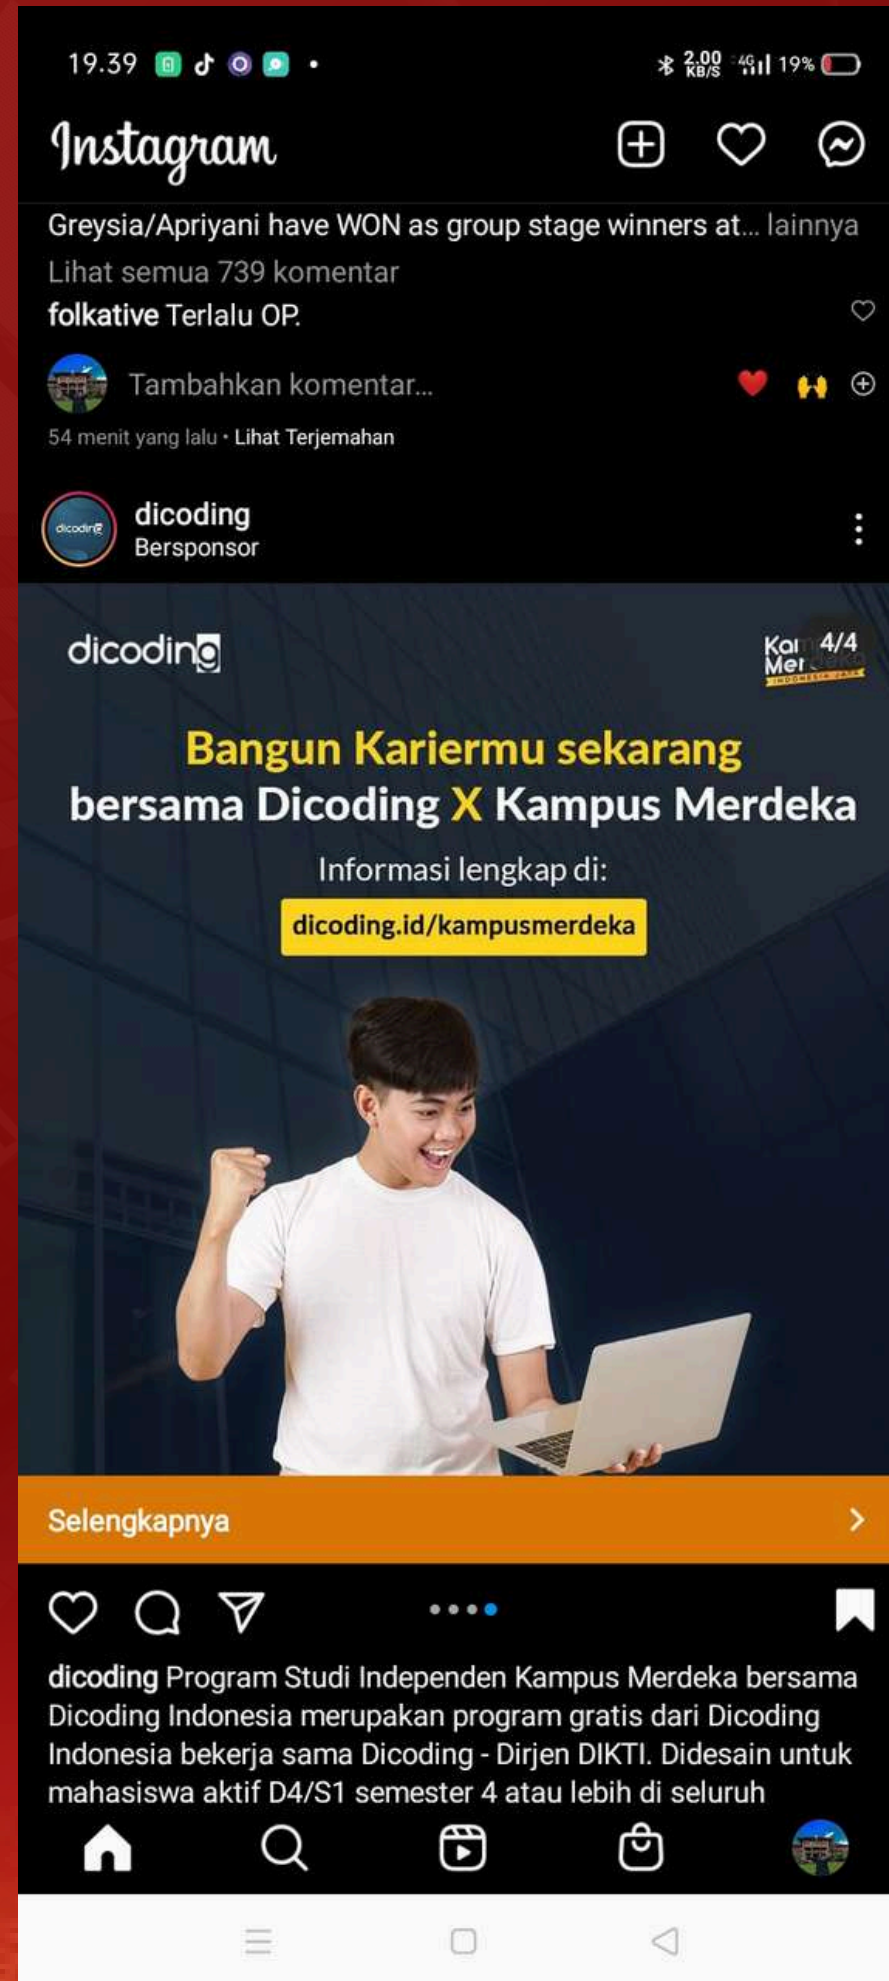 19.39
2.00 KB/S 4G 19%
Instagram
Greysia/Apriyani have WON as group stage winners at... lainnya
Lihat semua 739 komentar
folkative Terlalu OP.
Tambahkan komentar...
54 menit yang lalu • Lihat Terjemahan
dicoding
dicoding
Bersponsor
dicoding
4/4
INDONESIA JAYA
Bangun Kariermu sekarang
bersama Dicoding X Kampus Merdeka
Informasi lengkap di:
dicoding.id/kampusmerdeka
Selengkapnya
dicoding Program Studi Independen Kampus Merdeka bersama
Dicoding Indonesia merupakan program gratis dari Dicoding
Indonesia bekerja sama Dicoding - Dirjen DIKTI. Didesain untuk
mahasiswa aktif D4/S1 semester 4 atau lebih di seluruh